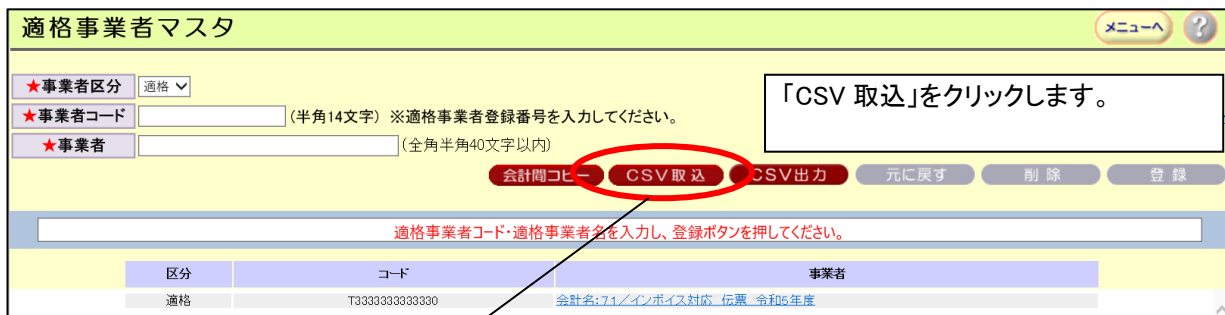 適格事業者マスタ
メニューへ ?
★事業者区分 適格
「CSV 取込」をクリックします。
★事業者コード (半角14文字) ※適格事業者登録番号を入力してください。
★事業者 (全角半角40文字以内)
会計間コピー CSV取込 CSV出力 元に戻す 削除 登録
適格事業者コード・適格事業者名を入力し、登録ボタンを押してください。
区分 コード 事業者
適格 T3333333333330 会計名:71/インボイス対応 伝票 令和5年度